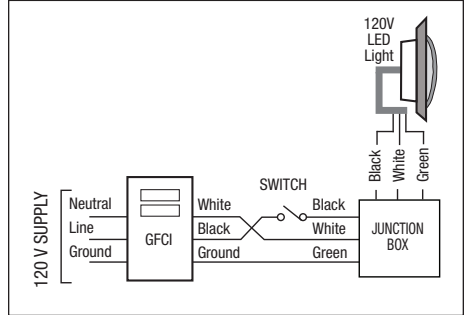 120V
LED
Light
Black
White
Green
120 V SUPPLY
Neutral
Line
Ground
GFCI
White
Black
Ground
SWITCH
Black
White
Green
JUNCTION
BOX